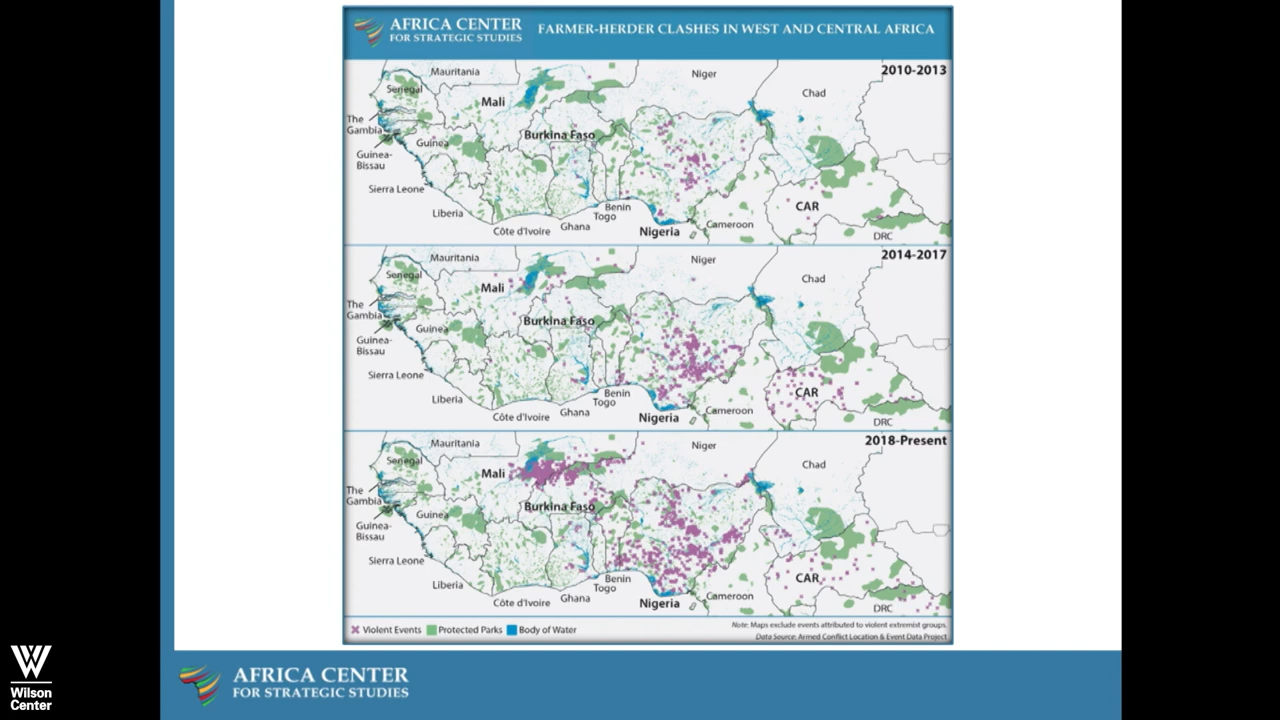 AFRICA CENTER
FOR STRATEGIC STUDIES
FARMER-HERDER CLASHES IN WEST AND CENTRAL AFRICA
2010-2013
Mauritania
Niger
Chad
Senegal
Mali
The
Gambia
Burkina Faso
Guinea
Guinea-
Bissau
Sierra Leone
CAR
Liberia
Benin
Togo
Côte d'Ivoire
Ghana
Nigeria
Cameroon
DRC
2014-2017
Mauritania
Niger
Chad
Senegal
Mali
The
Gambia
Burkina Faso
Guinea
Guinea-
Bissau
Sierra Leone
CAR
Liberia
Benin
Togo
Côte d'Ivoire
Ghana
Nigeria
Cameroon
DRC
2018-Present
Mauritania
Niger
Chad
Senegal
Mali
The
Gambia
Burkina Faso
Guinea
Guinea-
Bissau
Sierra Leone
CAR
Liberia
Benin
Togo
Côte d'Ivoire
Ghana
Nigeria
Cameroon
DRC
Violent Events Protected Parks Body of Water
Note: Maps exclude events attributed to violent extremist groups.
Data Source: Armed Conflict Location & Event Data Project
AFRICA CENTER
FOR STRATEGIC STUDIES
Wilson
Center